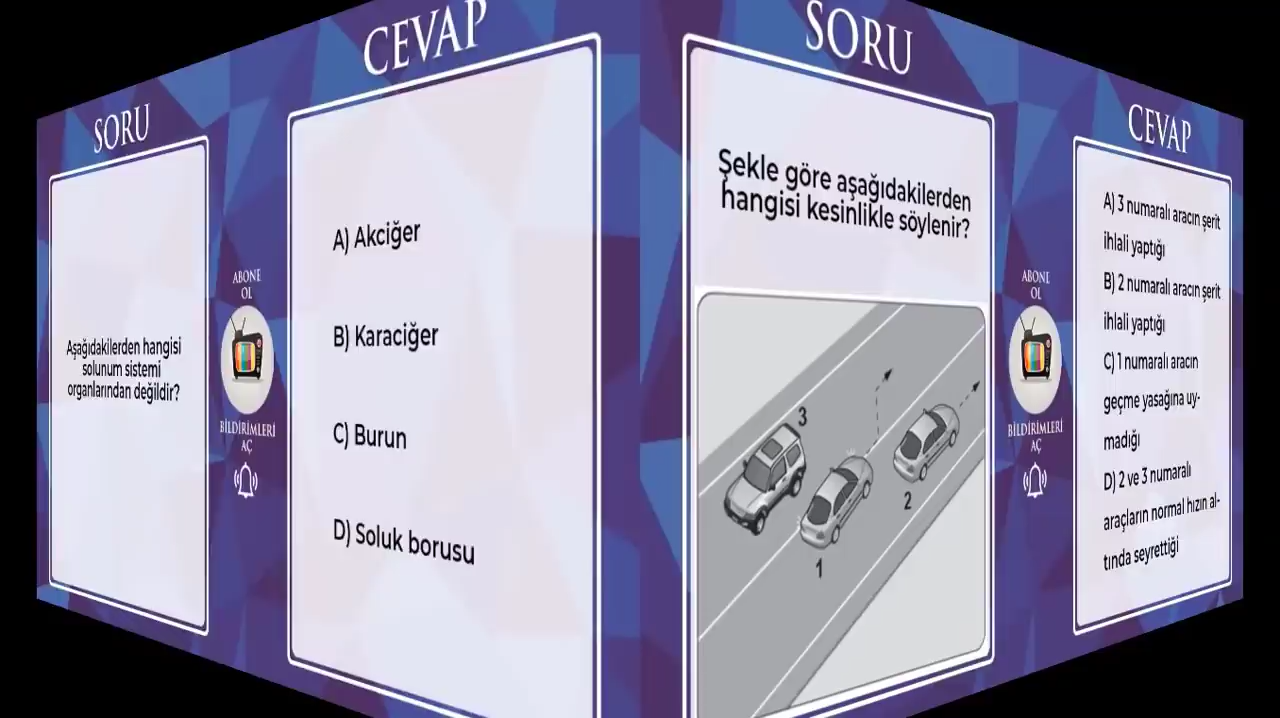 SORU
Aşağıdakilerden hangisi
solunum sistemi
organlarından değildir?
ABONE
OL
BİLDİRİMLERİ
AÇ
CEVAP
A) Akciğer
B) Karaciğer
C) Burun
D) Soluk borusu
SORU
Şekle göre aşağıdakilerden
hangisi kesinlikle söylenir?
3
2
1
ABONE
OL
BİLDİRİMLERİ
AÇ
CEVAP
A) 3 numaralı aracın şerit
ihlali yaptığı
B) 2 numaralı aracın şerit
ihlali yaptığı
C) 1 numaralı aracın
geçme yasağına uy-
madığı
D) 2 ve 3 numaralı
araçların normal hızın al-
tında seyrettiği